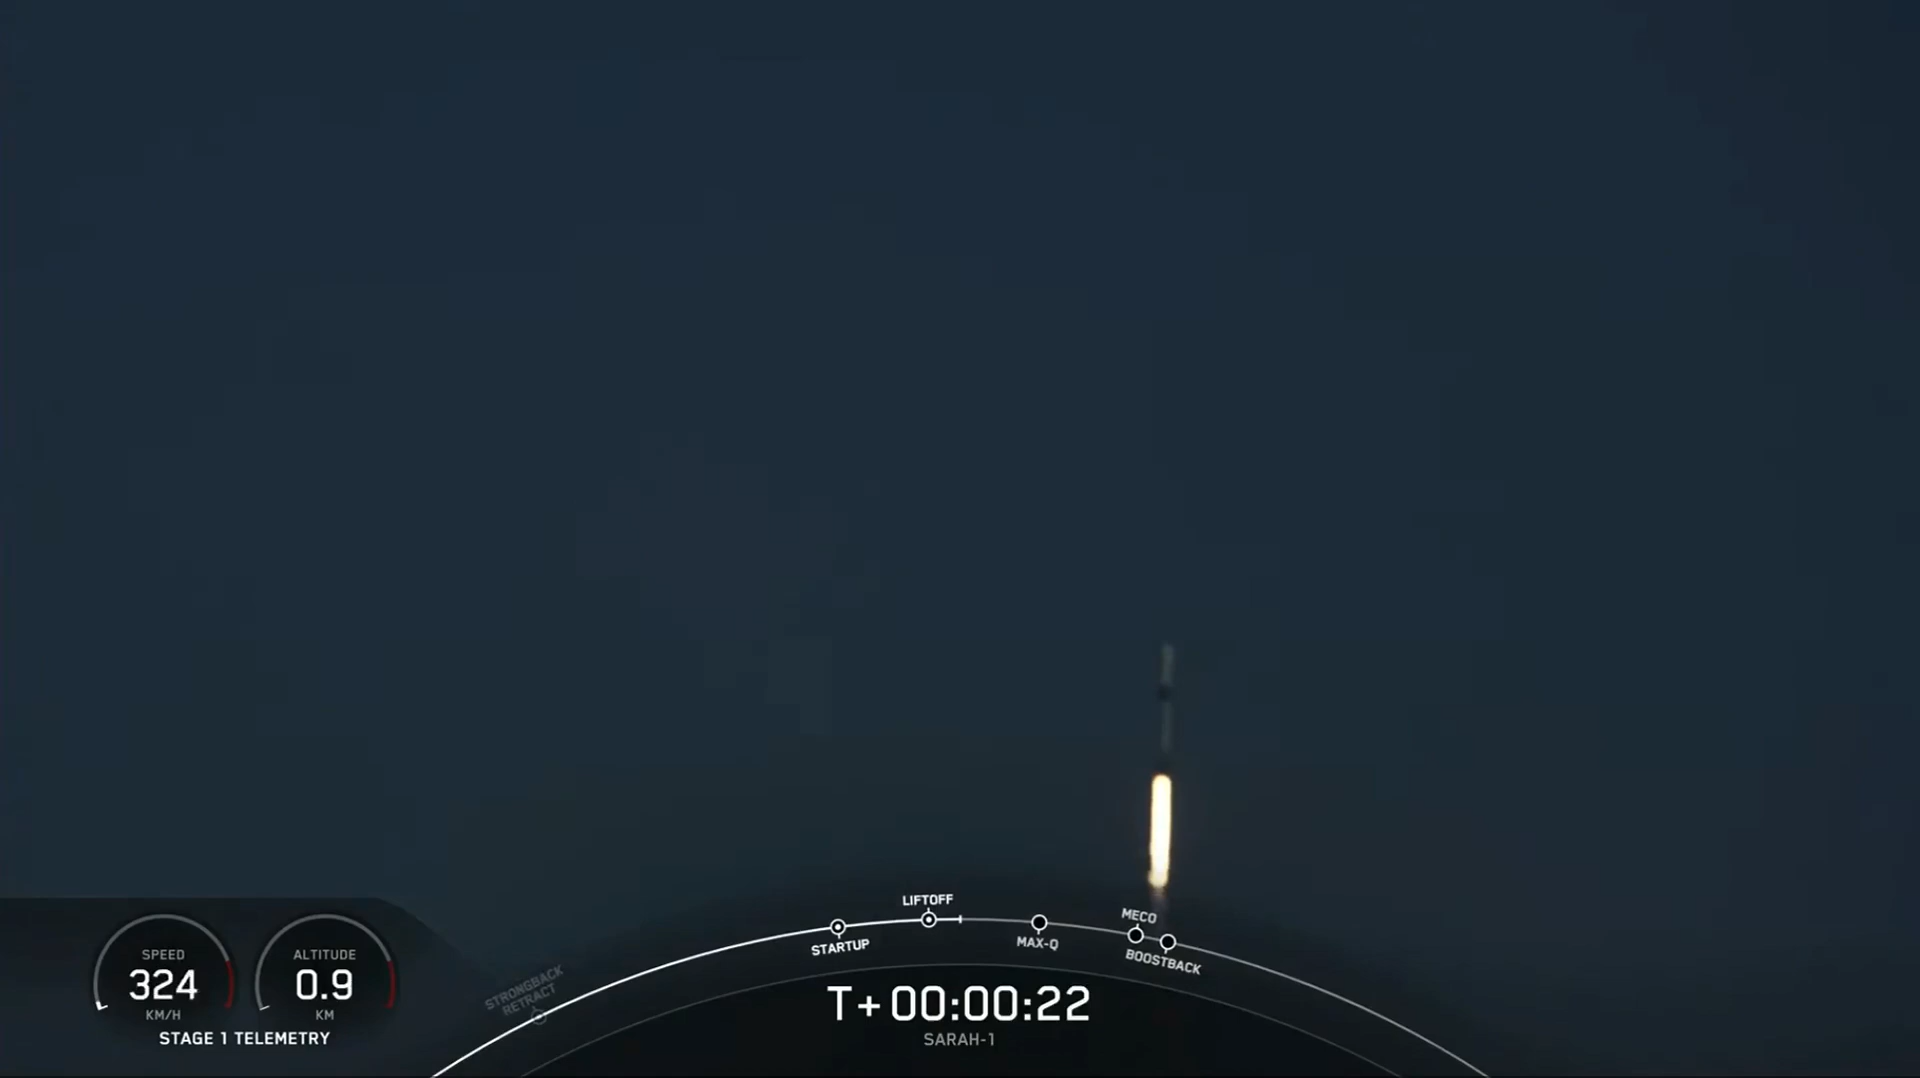 LIFTOFF
STARTUP
MAX-Q
MECO
BOOSTBACK
STRONGBACK
RETRACT
SPEED
324
KM/H
ALTITUDE
0.9
KM
STAGE 1 TELEMETRY
T+00:00:22
SARAH-1